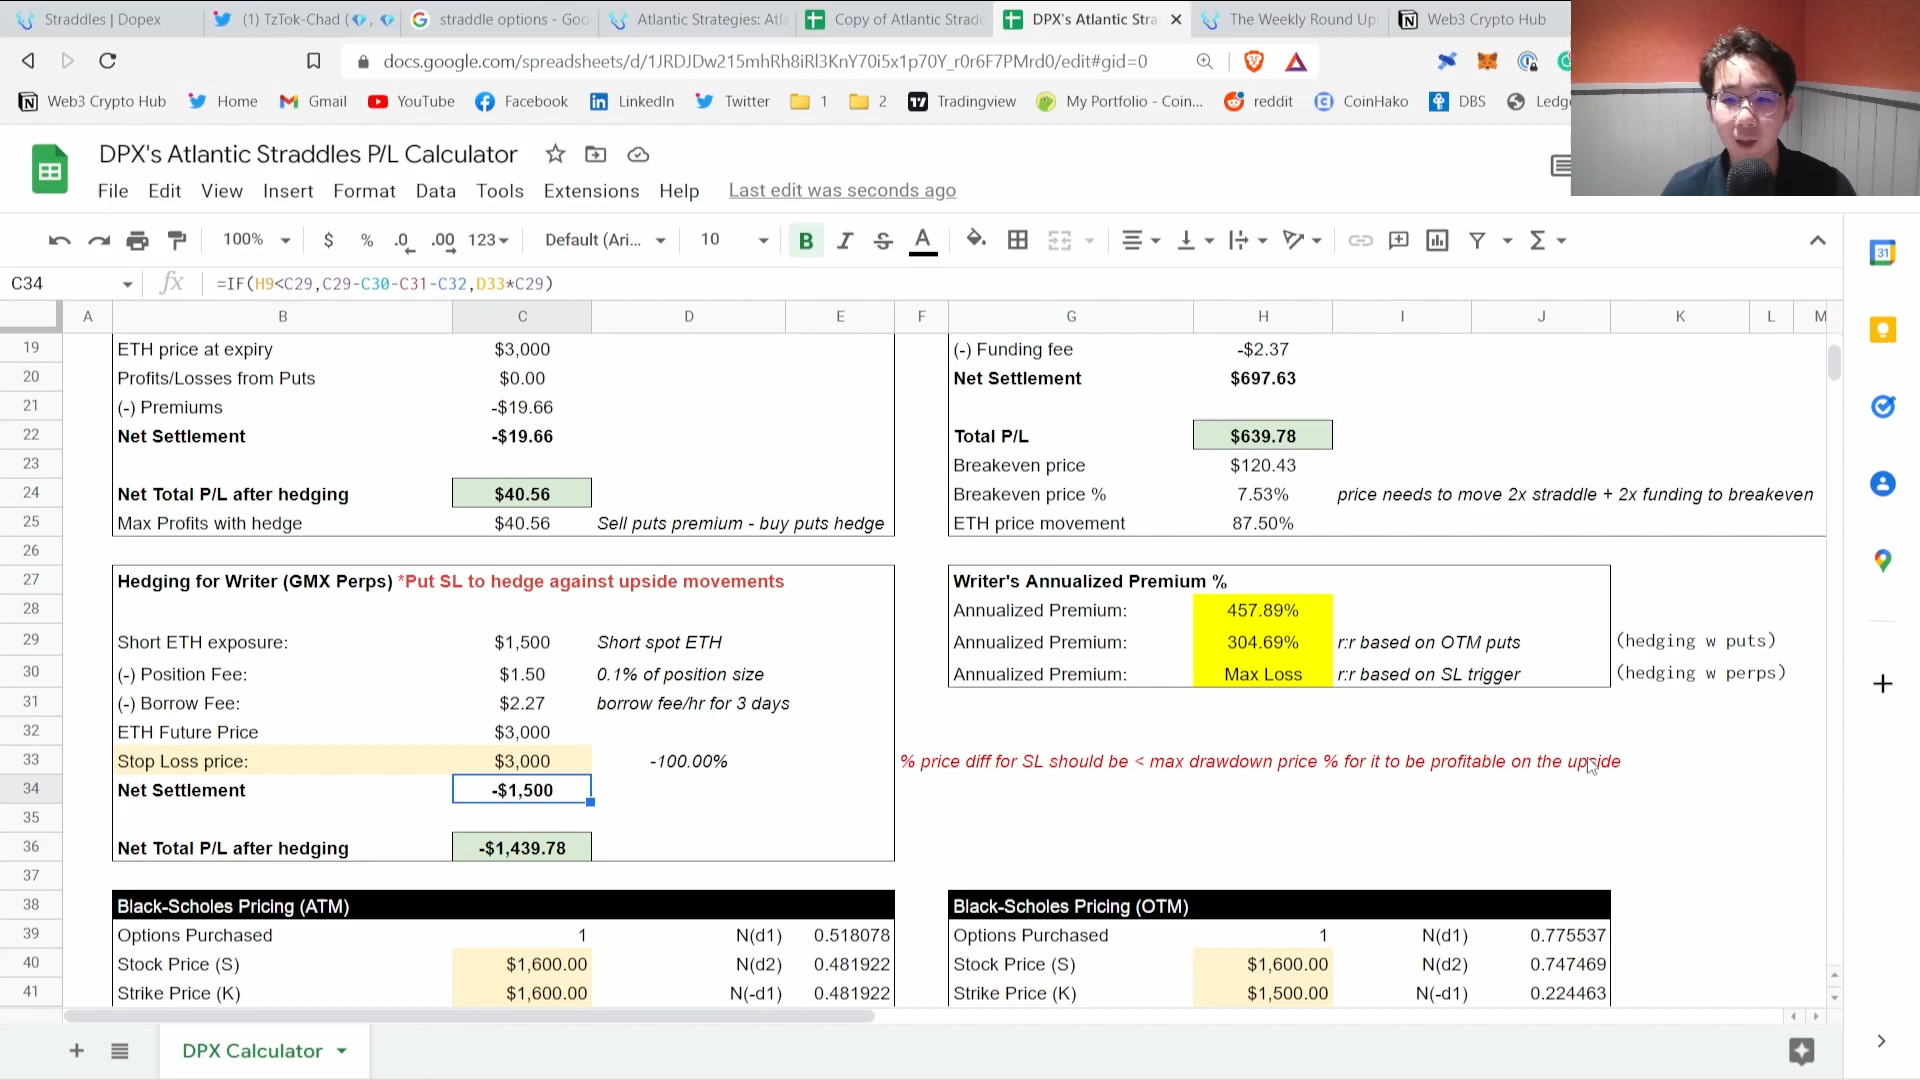 Straddles | Dopex
(1) TzTok-Chad
straddle options - Goo
Atlantic Strategies: Atla
Copy of Atlantic Stradd
DPX's Atlantic Stra
The Weekly Round Up:
Web3 Crypto Hub
docs.google.com/spreadsheets/d/1JRDJDw215mhRh8iRl3KnY70i5x1p70Y_r0r6F7PMrd0/edit#gid=0
Web3 Crypto Hub Home Gmail YouTube Facebook LinkedIn Twitter 1 2 Tradingview My Portfolio - Coin... reddit CoinHako DBS Ledg
DPX's Atlantic Straddles P/L Calculator
File Edit View Insert Format Data Tools Extensions Help Last edit was seconds ago
100% $ % .0 .00 123 Default (Ari... 10 B I S A
C34 fx =IF(H9<C29,C29-C30-C31-C32,D33*C29)
A B C D E F G H I J K L M
19 ETH price at expiry $3,000 (-) Funding fee -$2.37
20 Profits/Losses from Puts $0.00 Net Settlement $697.63
21 (-) Premiums -$19.66
22 Net Settlement -$19.66 Total P/L $639.78
23 Breakeven price $120.43
24 Net Total P/L after hedging $40.56 Breakeven price % 7.53% price needs to move 2x straddle + 2x funding to breakeven
25 Max Profits with hedge $40.56 Sell puts premium - buy puts hedge ETH price movement 87.50%
26
27 Hedging for Writer (GMX Perps) *Put SL to hedge against upside movements Writer's Annualized Premium %
28 Annualized Premium: 457.89%
29 Short ETH exposure: $1,500 Short spot ETH Annualized Premium: 304.69% r:r based on OTM puts (hedging w puts)
30 (-) Position Fee: $1.50 0.1% of position size Annualized Premium: Max Loss r:r based on SL trigger (hedging w perps)
31 (-) Borrow Fee: $2.27 borrow fee/hr for 3 days
32 ETH Future Price $3,000
33 Stop Loss price: $3,000 -100.00% % price diff for SL should be < max drawdown price % for it to be profitable on the upside
34 Net Settlement -$1,500
35
36 Net Total P/L after hedging -$1,439.78
37
38 Black-Scholes Pricing (ATM) Black-Scholes Pricing (OTM)
39 Options Purchased 1 N(d1) 0.518078 Options Purchased 1 N(d1) 0.775537
40 Stock Price (S) $1,600.00 N(d2) 0.481922 Stock Price (S) $1,600.00 N(d2) 0.747469
41 Strike Price (K) $1,600.00 N(-d1) 0.481922 Strike Price (K) $1,500.00 N(-d1) 0.224463
DPX Calculator
31